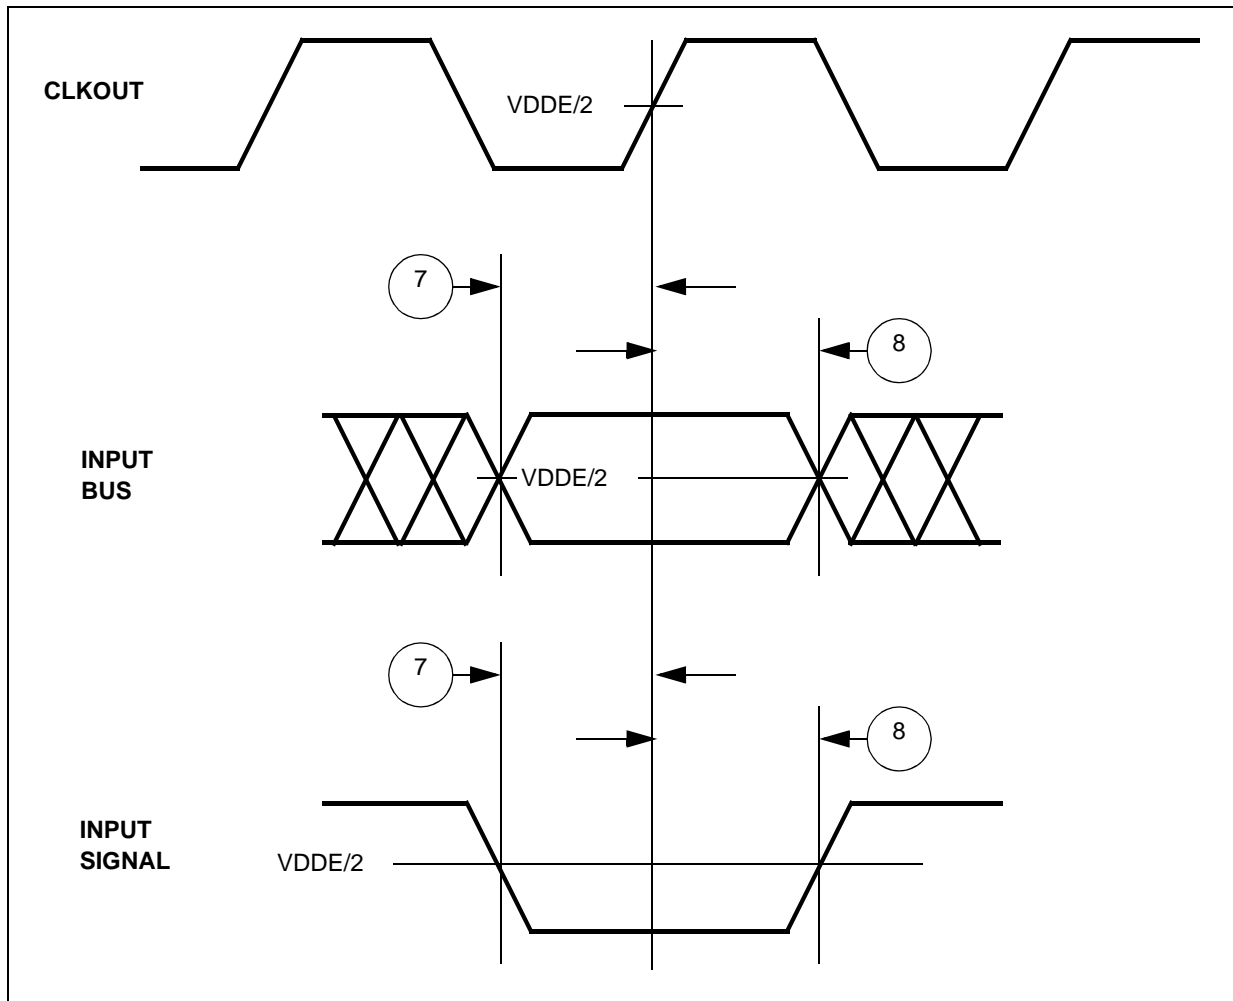 CLKOUT
VDDE/2
7
8
INPUT
BUS
VDDE/2
7
8
INPUT
SIGNAL
VDDE/2